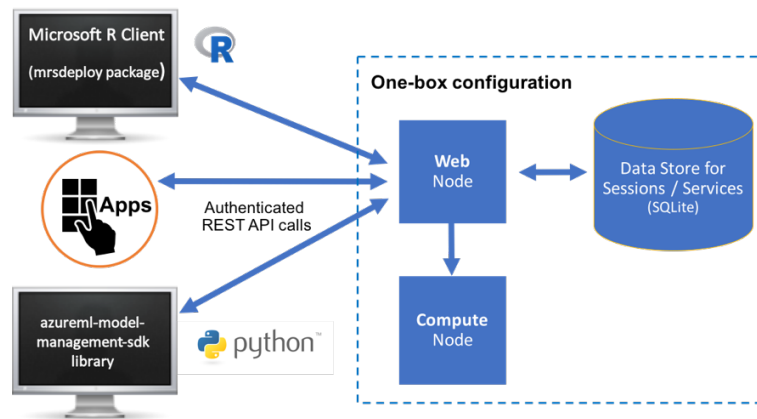 Microsoft R Client
(mrsdeploy package)
R
One-box configuration
Web
Node
Data Store for
Sessions / Services
(SQLite)
Apps
Authenticated
REST API calls
Compute
Node
azureml-model-
management-sdk
library
python™